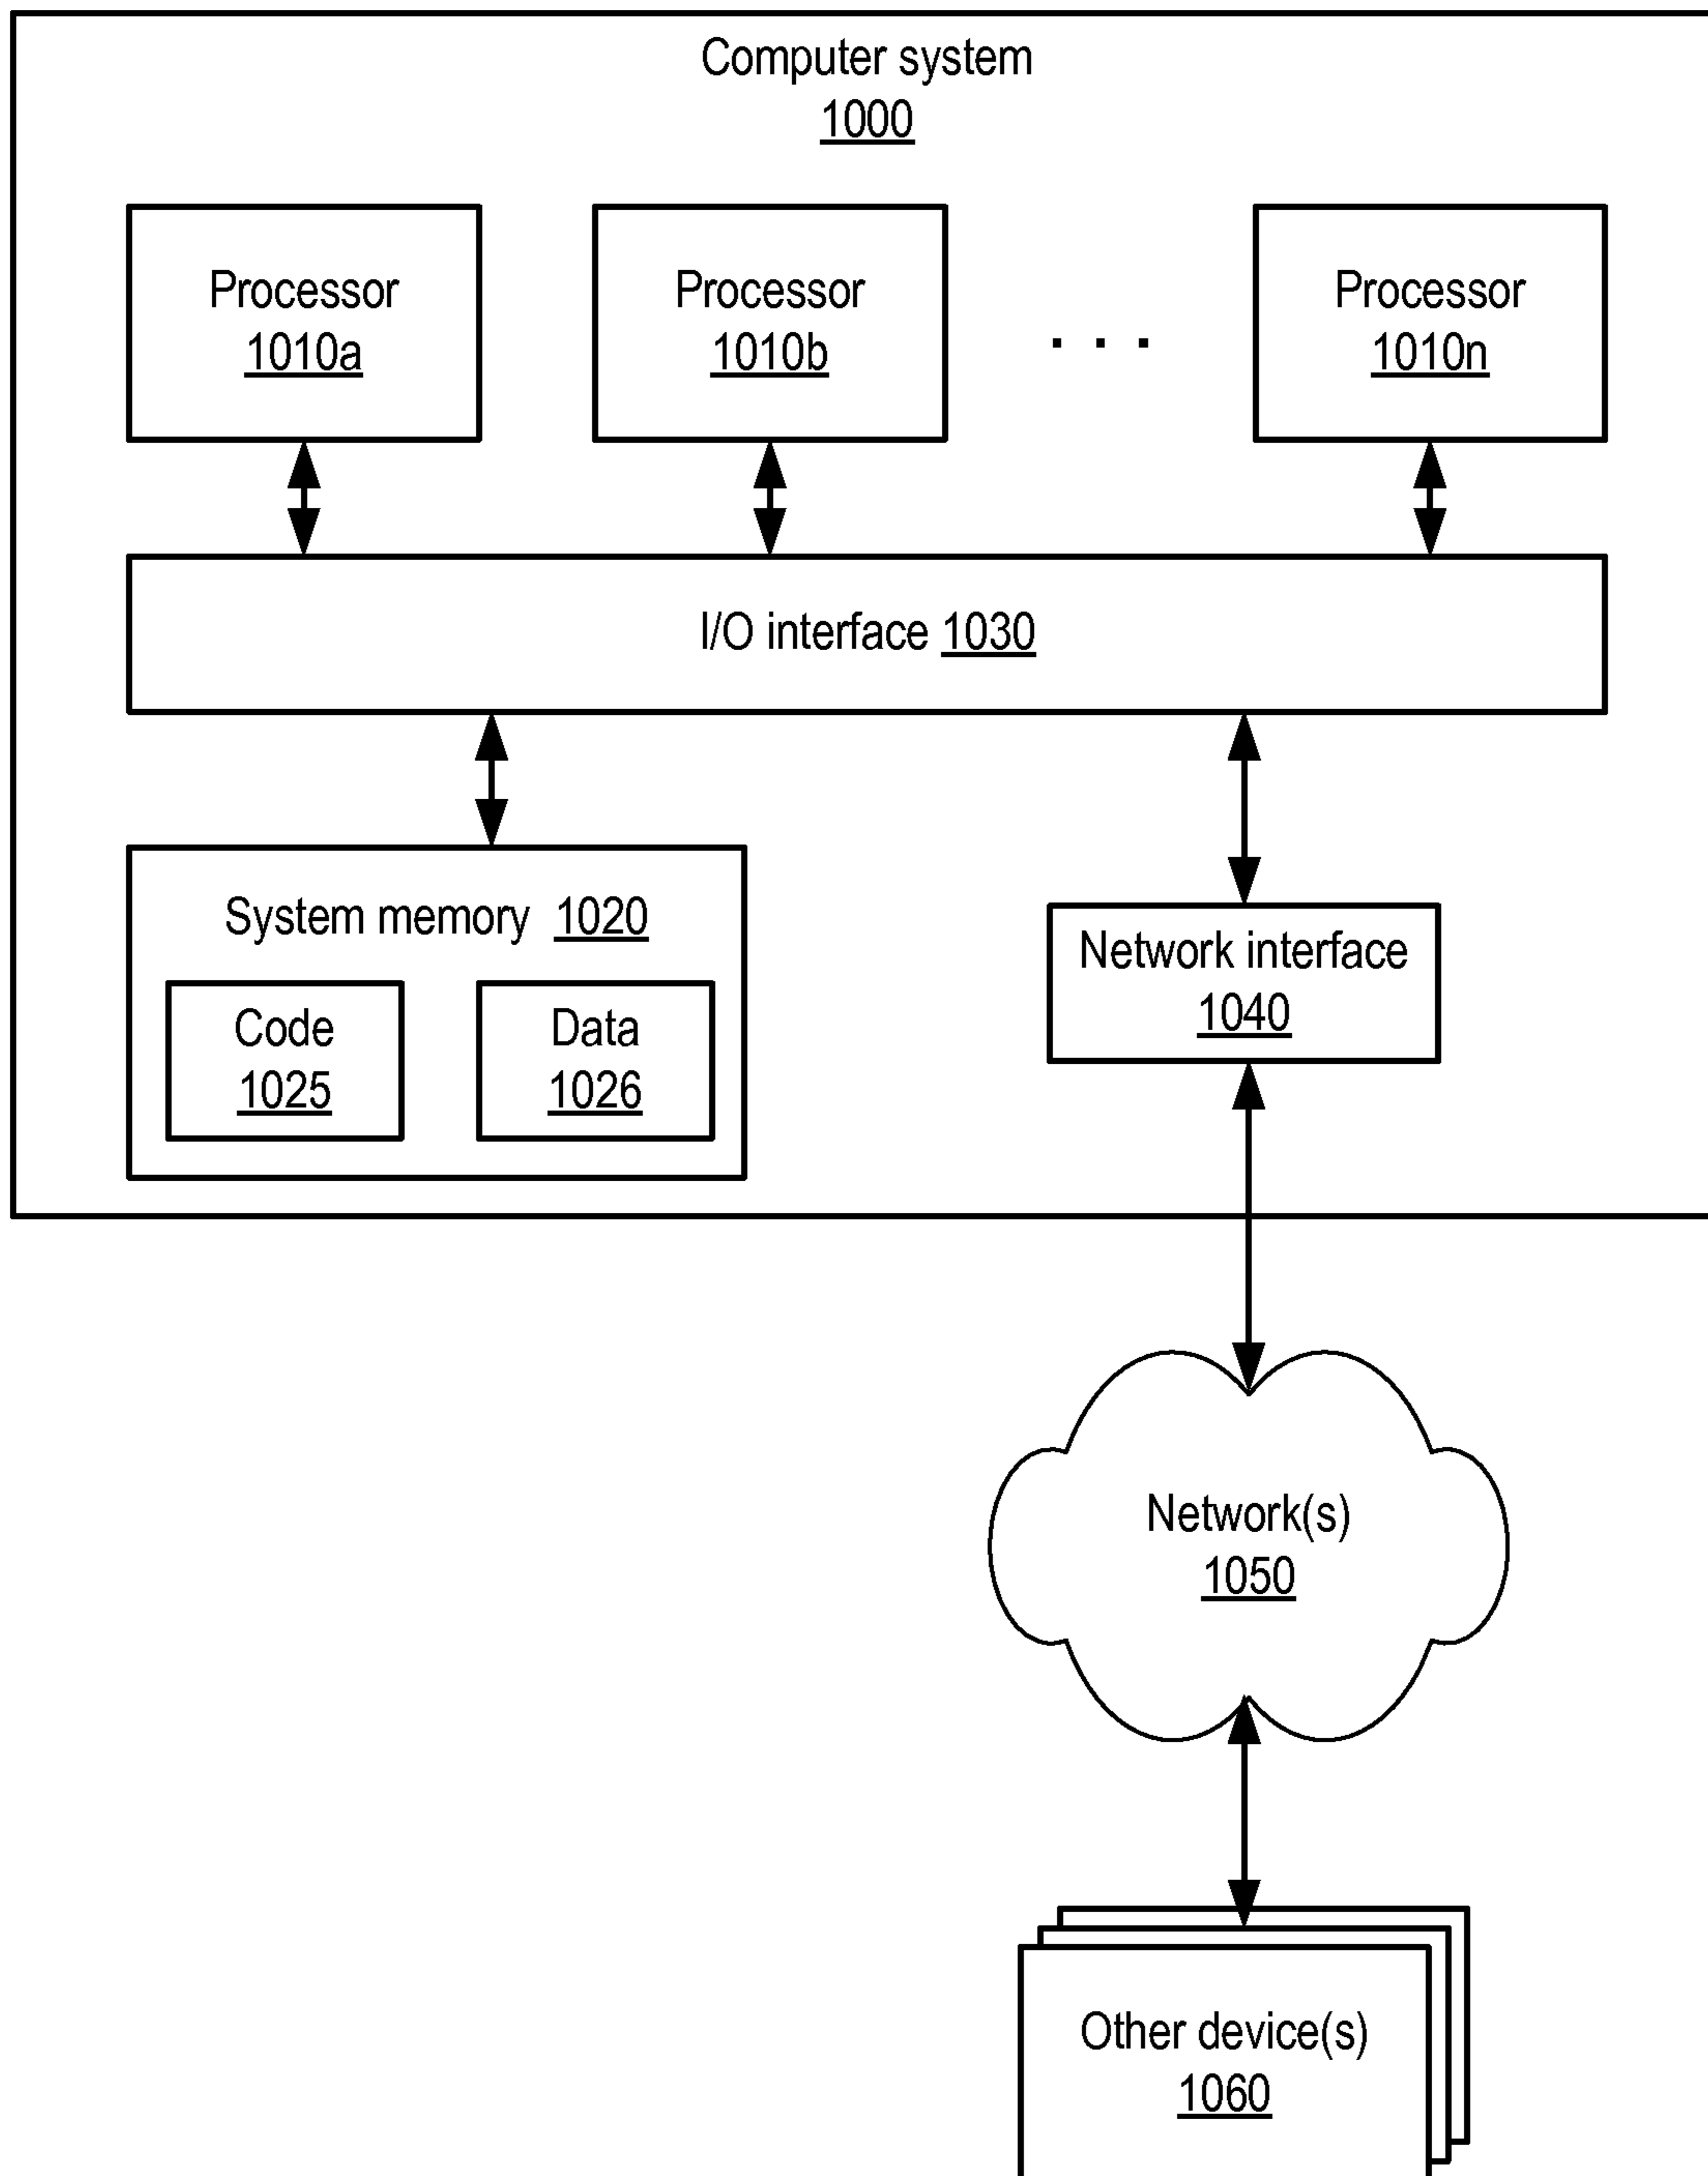 Computer system
1000
Processor
1010a
Processor
1010b
. . .
Processor
1010n
I/O interface 1030
System memory 1020
Code
1025
Data
1026
Network interface
1040
Network(s)
1050
Other device(s)
1060